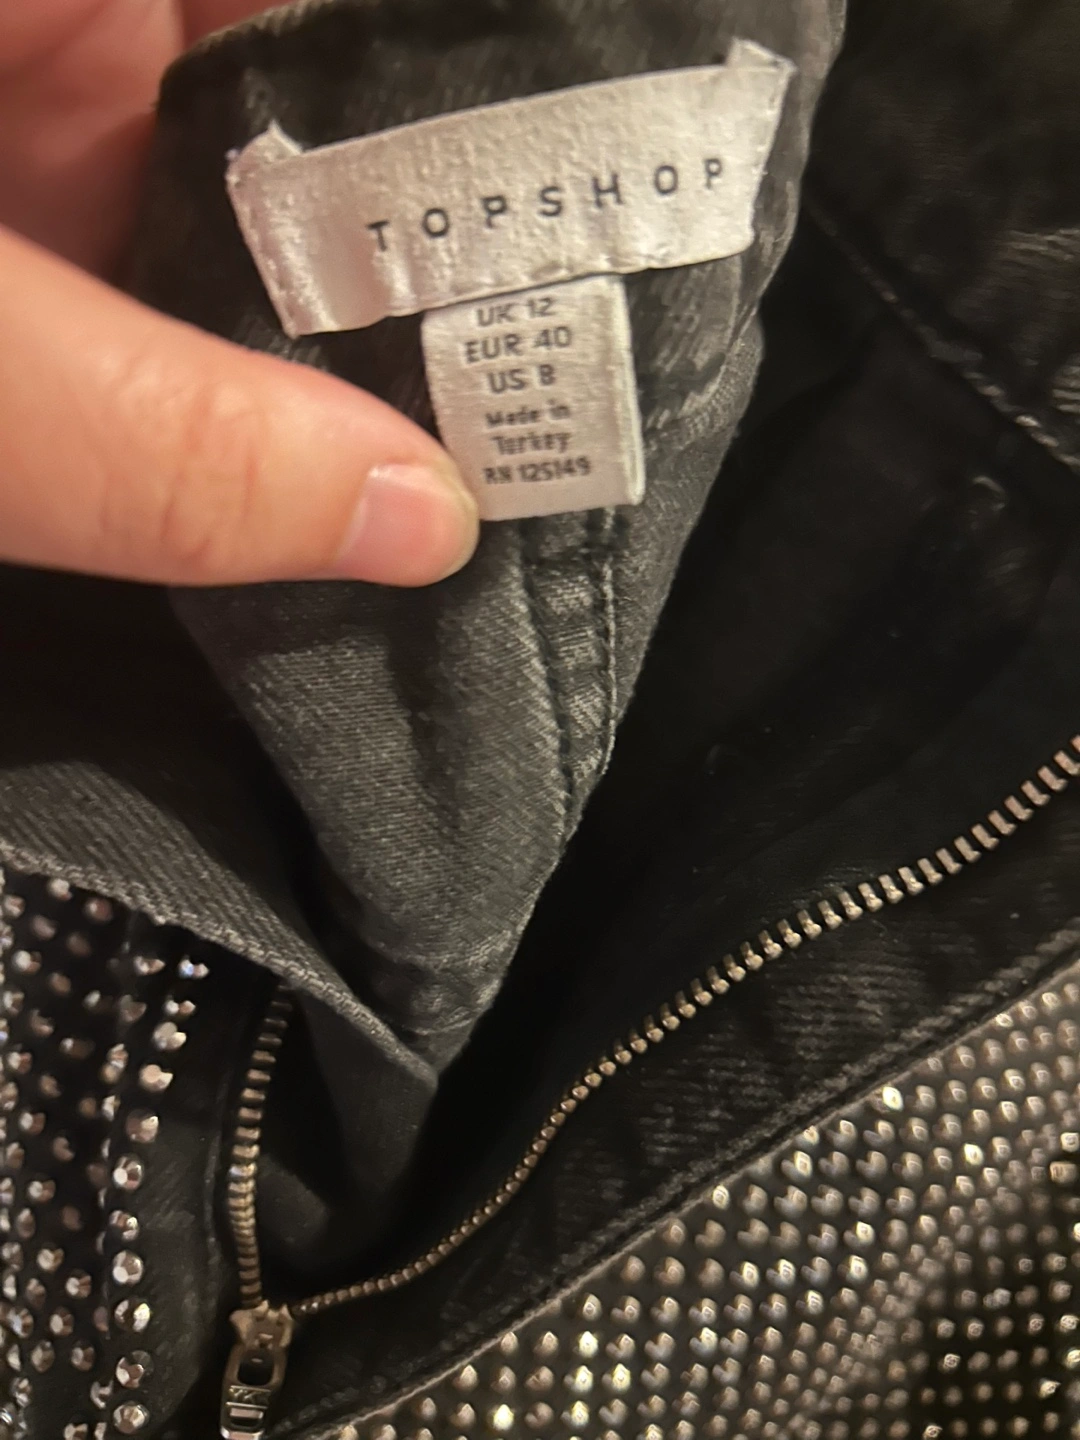 TOPSHOP
UK 12
EUR 40
US 8
Made in
Turkey
RN 125149